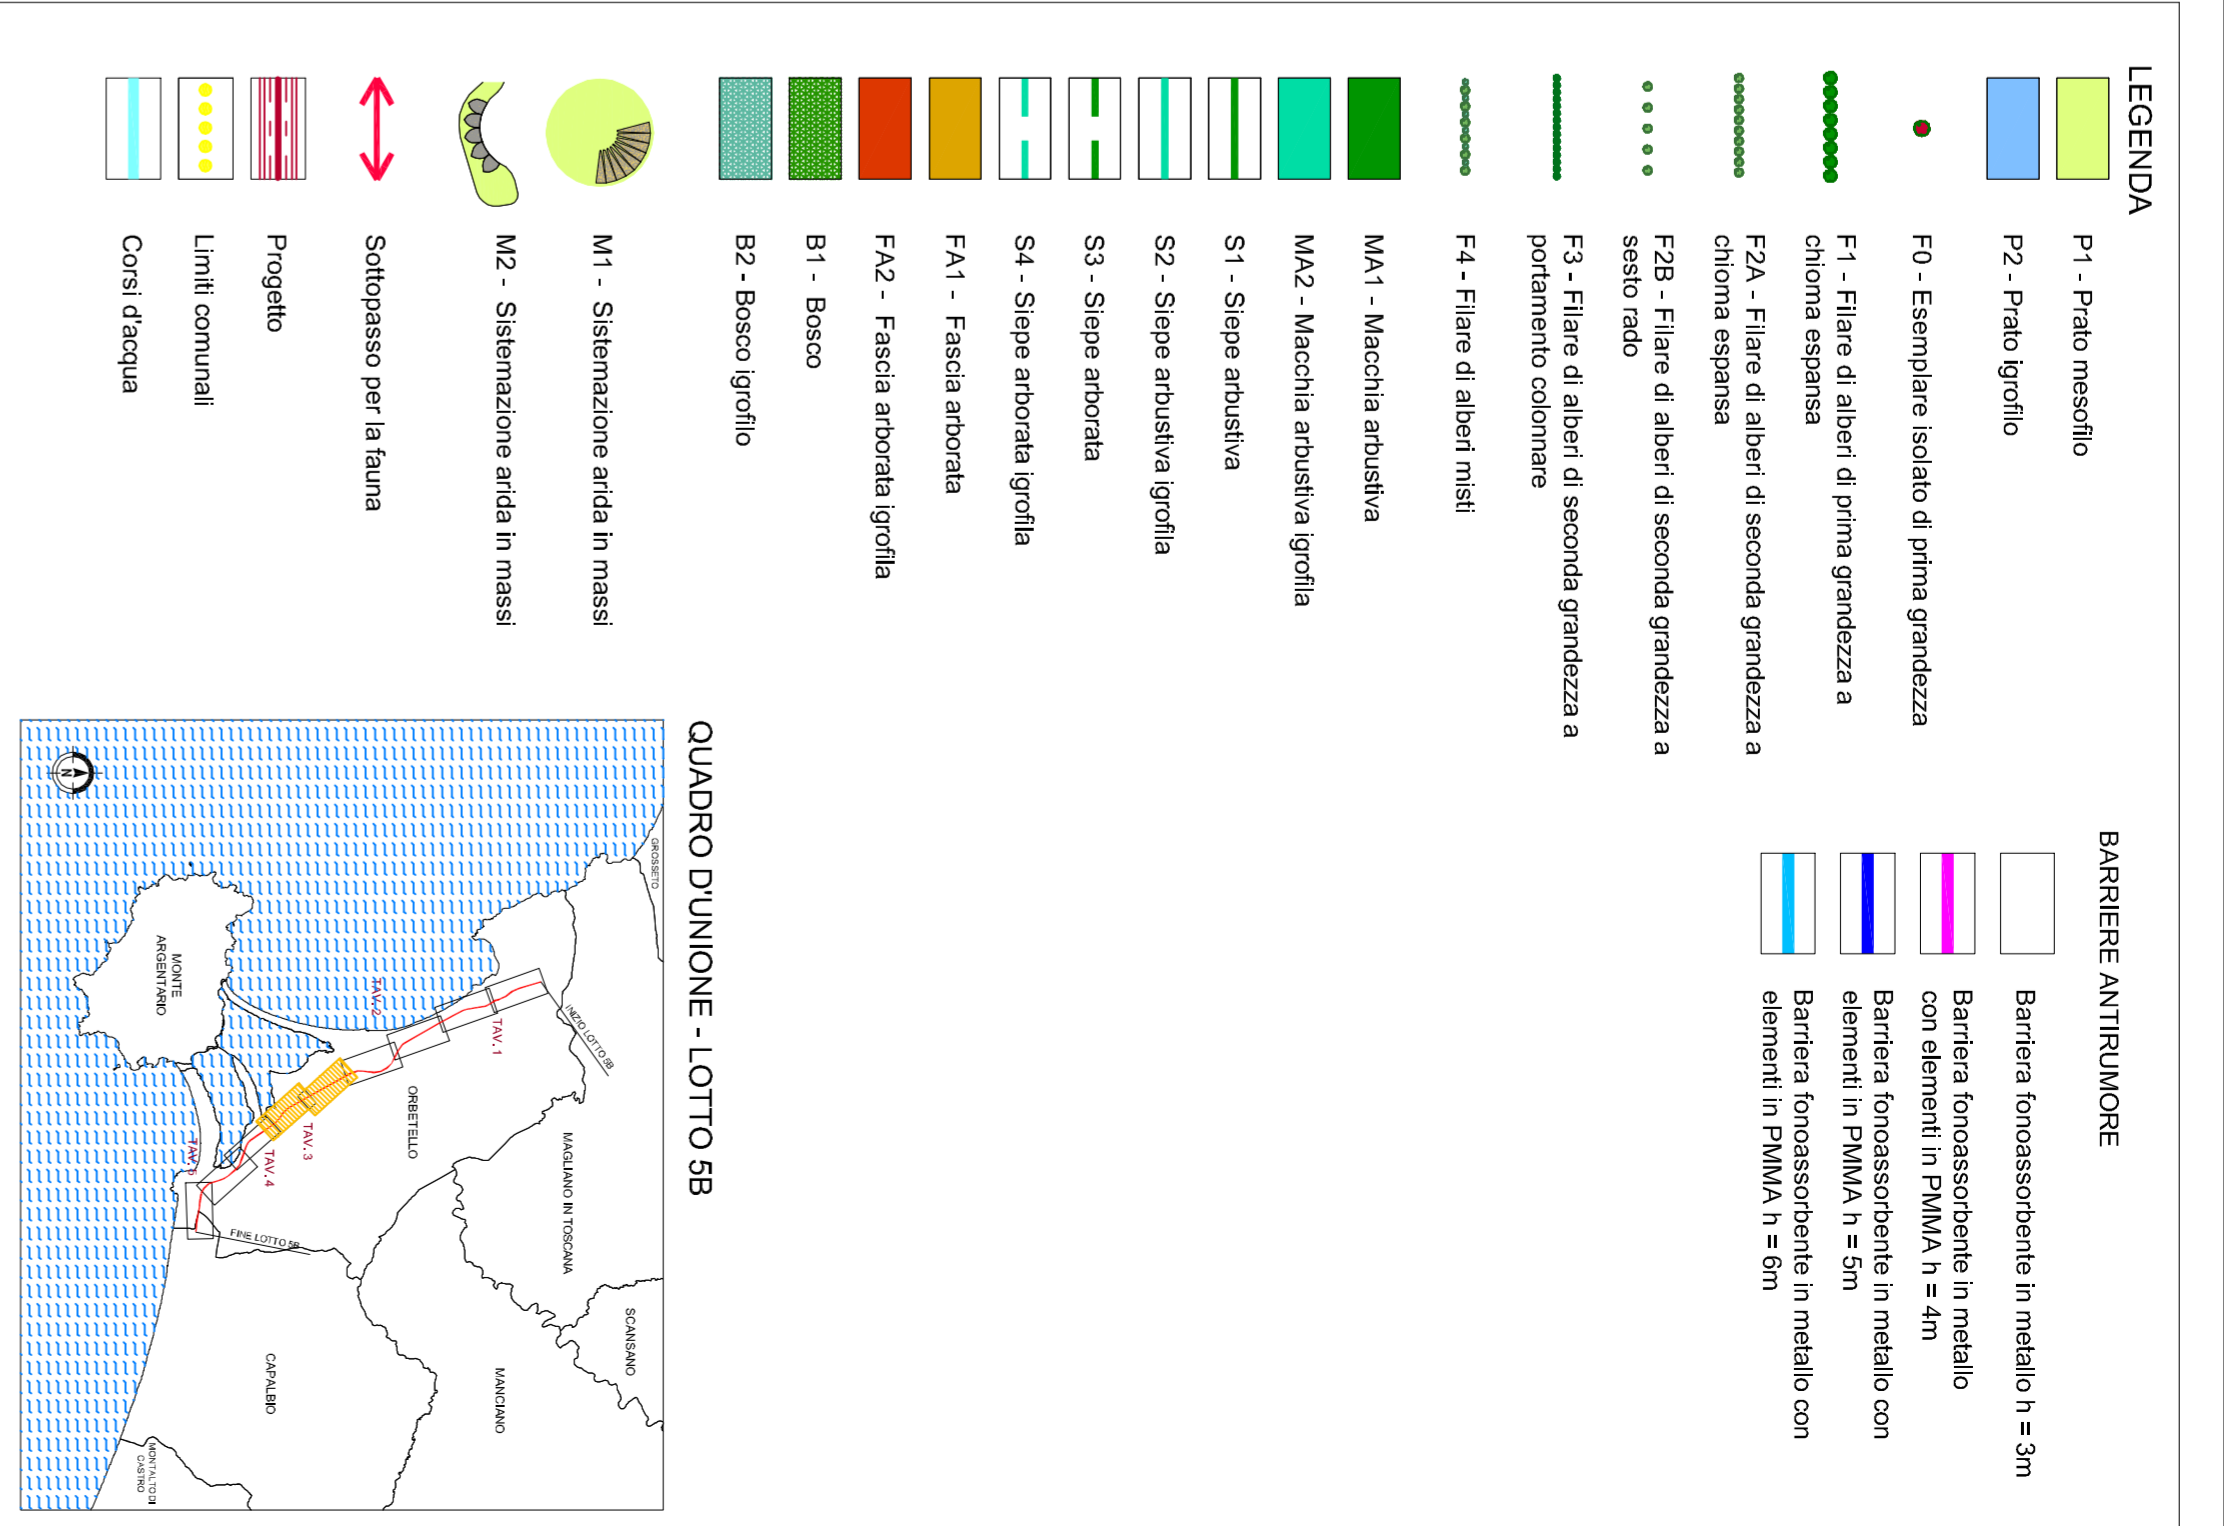 LEGENDA
P1 - Prato mesofilo
P2 - Prato igrofilo
F0 - Esemplare isolato di prima grandezza
F1 - Filare di alberi di prima grandezza a
chioma espansa
F2A - Filare di alberi di seconda grandezza a
chioma espansa
F2B - Filare di alberi di seconda grandezza a
sesto rado
F3 - Filare di alberi di seconda grandezza a
portamento colonnare
F4 - Filare di alberi misti
MA1 - Macchia arbustiva
MA2 - Macchia arbustiva igrofila
S1 - Siepe arbustiva
S2 - Siepe arbustiva igrofila
S3 - Siepe arborata
S4 - Siepe arborata igrofila
FA1 - Fascia arborata
FA2 - Fascia arborata igrofila
B1 - Bosco
B2 - Bosco igrofilo
M1 - Sistemazione arida in massi
M2 - Sistemazione arida in massi
Sottopasso per la fauna
Progetto
Limiti comunali
Corsi d'acqua
BARRIERE ANTIRUMORE
Barriera fonoassorbente in metallo h = 3m
Barriera fonoassorbente in metallo
con elementi in PMMA h = 4m
Barriera fonoassorbente in metallo con
elementi in PMMA h = 5m
Barriera fonoassorbente in metallo con
elementi in PMMA h = 6m
QUADRO D'UNIONE - LOTTO 5B
GROSSETO
SCANSANO
INIZIO LOTTO 5B
MAGLIANO IN TOSCANA
TAV.1
MANCIANO
ORBETELLO
TAV.2
TAV.3
TAV.4
CAPALBIO
FINE LOTTO 5B
TAV.5
MONTE
ARGENTARIO
MONTALTO DI
CASTRO
N